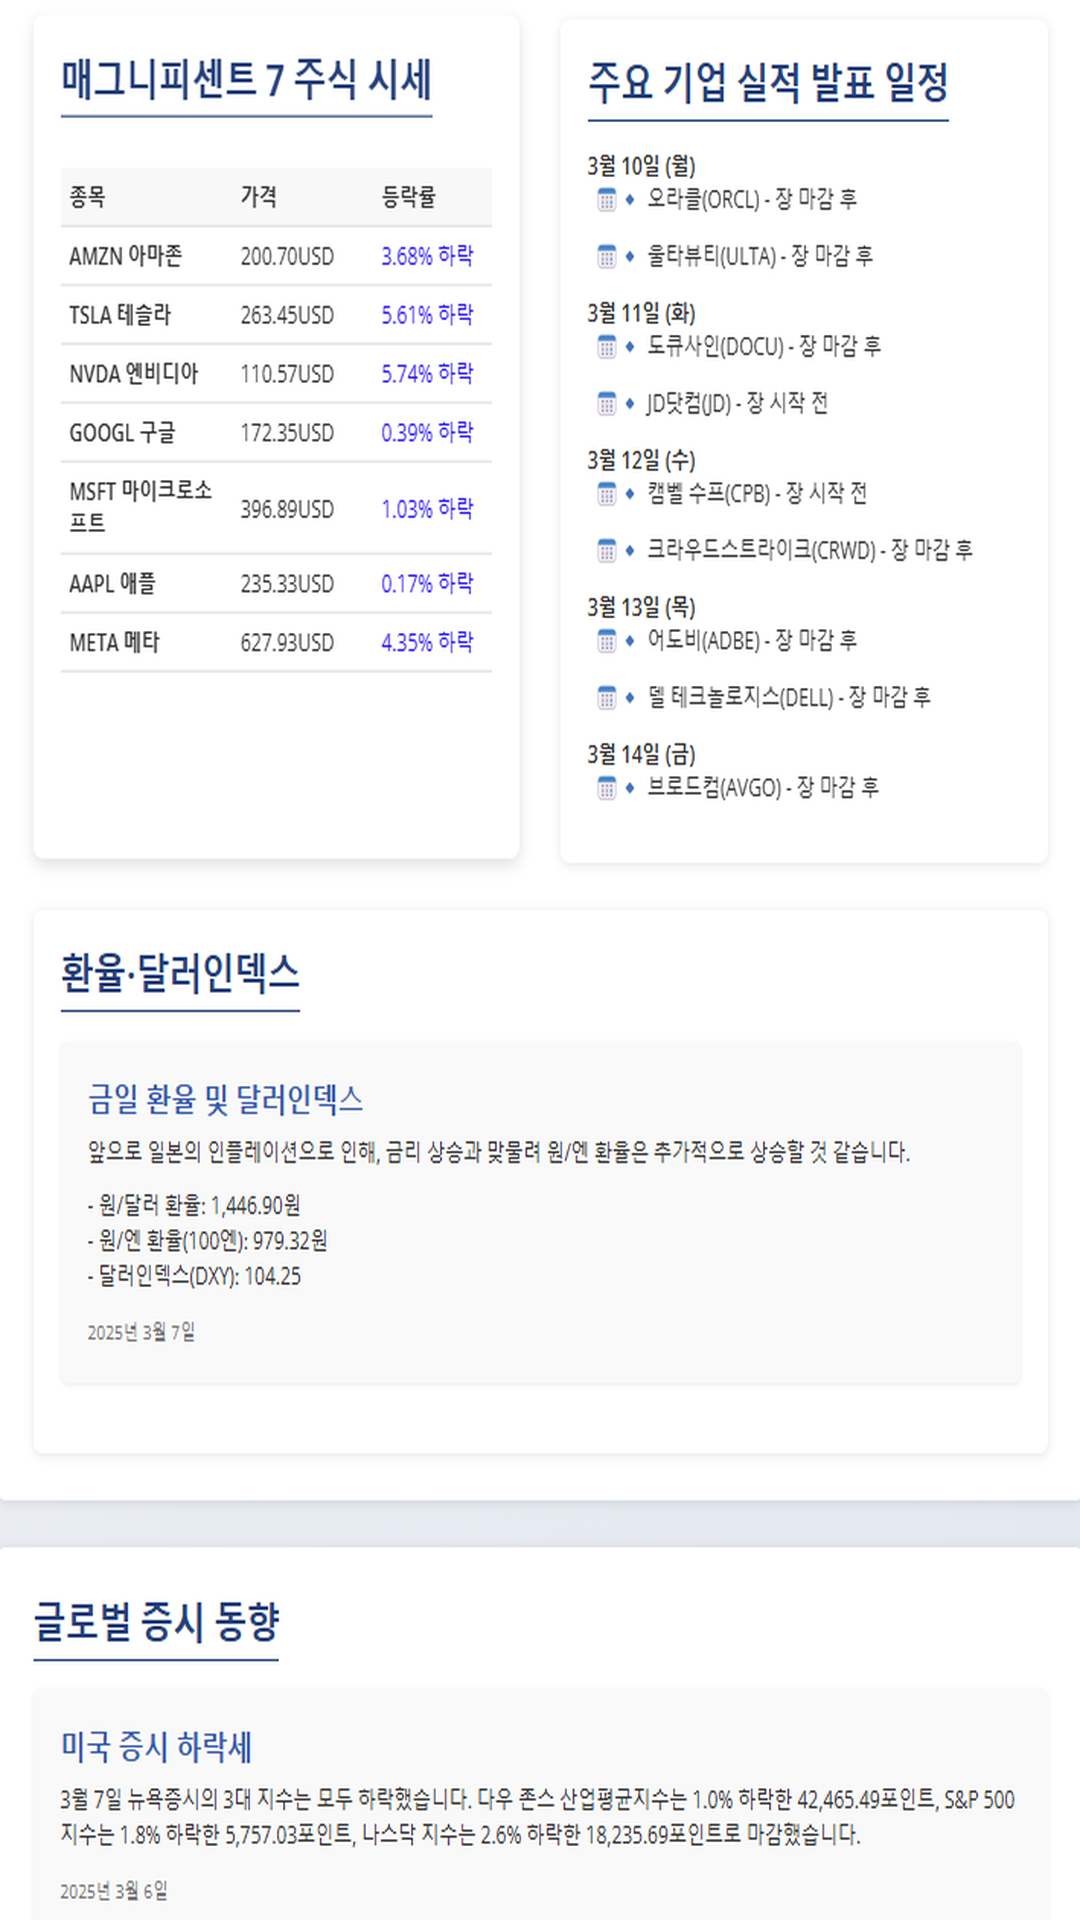 매그니피센트 7 주식 시세
종목 가격 등락률
AMZN 아마존 200.70USD 3.68% 하락
TSLA 테슬라 263.45USD 5.61% 하락
NVDA 엔비디아 110.57USD 5.74% 하락
GOOGL 구글 172.35USD 0.39% 하락
MSFT 마이크로소
프트 396.89USD 1.03% 하락
AAPL 애플 235.33USD 0.17% 하락
META 메타 627.93USD 4.35% 하락
주요 기업 실적 발표 일정
3월 10일 (월)
오라클(ORCL) - 장 마감 후
울타뷰티(ULTA) - 장 마감 후
3월 11일 (화)
도큐사인(DOCU) - 장 마감 후
JD닷컴(JD) - 장 시작 전
3월 12일 (수)
캠벨 수프(CPB) - 장 시작 전
크라우드스트라이크(CRWD) - 장 마감 후
3월 13일 (목)
어도비(ADBE) - 장 마감 후
델 테크놀로지스(DELL) - 장 마감 후
3월 14일 (금)
브로드컴(AVGO) - 장 마감 후
환율·달러인덱스
금일 환율 및 달러인덱스
앞으로 일본의 인플레이션으로 인해, 금리 상승과 맞물려 원/엔 환율은 추가적으로 상승할 것 같습니다.
- 원/달러 환율: 1,446.90원
- 원/엔 환율(100엔): 979.32원
- 달러인덱스(DXY): 104.25
2025년 3월 7일
글로벌 증시 동향
미국 증시 하락세
3월 7일 뉴욕증시의 3대 지수는 모두 하락했습니다. 다우 존스 산업평균지수는 1.0% 하락한 42,465.49포인트, S&P 500
지수는 1.8% 하락한 5,757.03포인트, 나스닥 지수는 2.6% 하락한 18,235.69포인트로 마감했습니다.
2025년 3월 6일